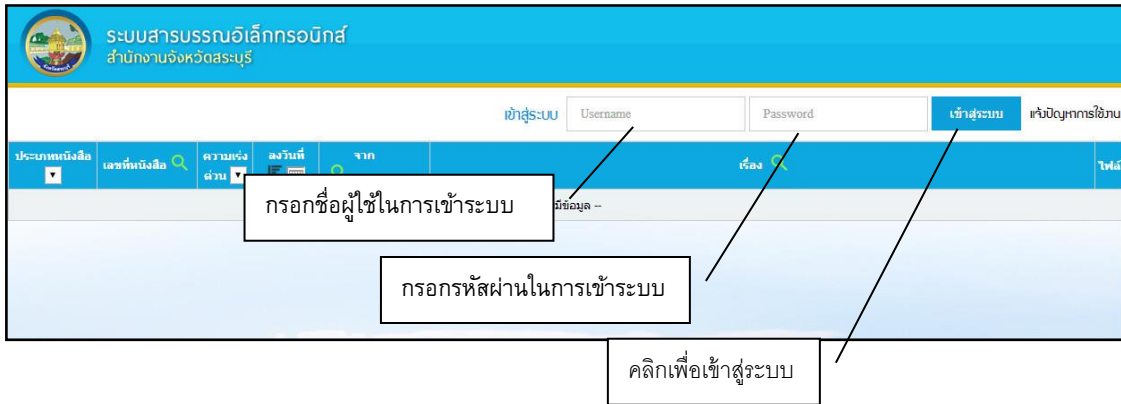 ระบบสารบรรณอิเล็กทรอนิกส์
สำนักงานจังหวัดสระบุรี
เข้าสู่ระบบ Username Password เข้าสู่ระบบ แจ้งปัญหาการใช้งาน
ประเภทหนังสือ เลขที่หนังสือ ความเร่งด่วน ลงวันที่ จาก เรื่อง ไฟล์
มีข้อมูล --
กรอกชื่อผู้ใช้ในการเข้าระบบ
กรอกรหัสผ่านในการเข้าระบบ
คลิกเพื่อเข้าสู่ระบบ